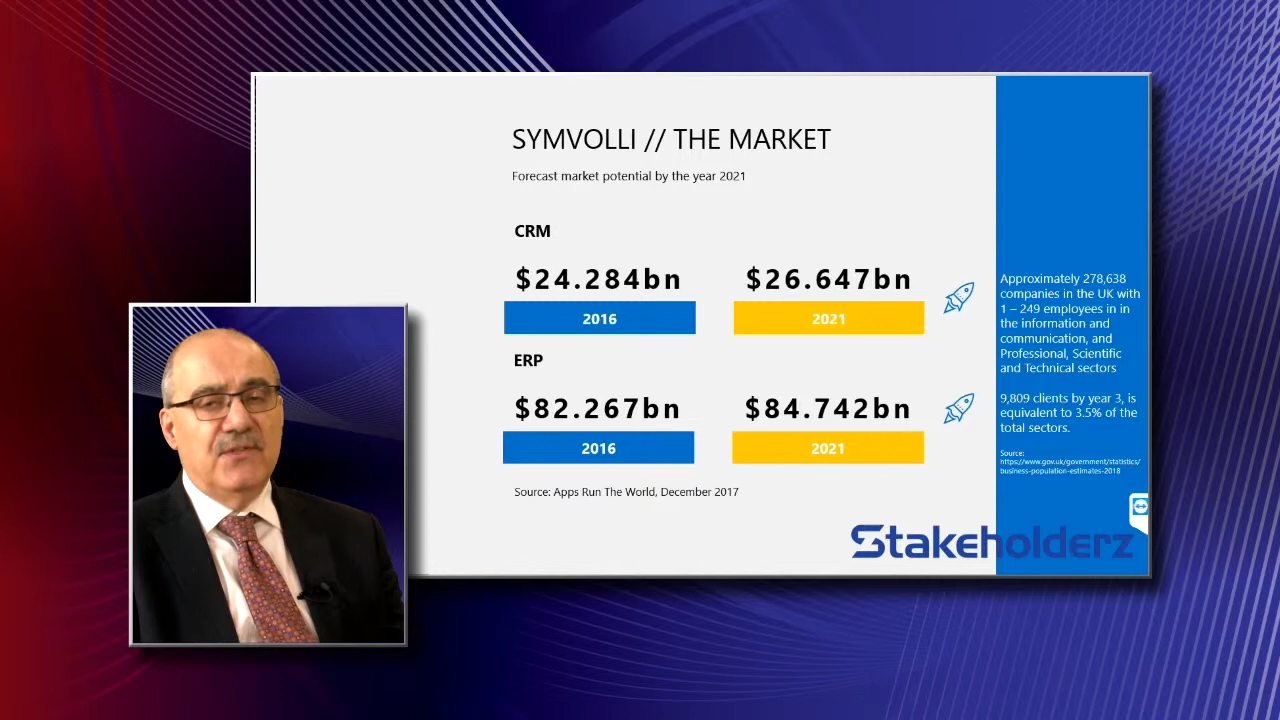 SYMVOLLI // THE MARKET
Forecast market potential by the year 2021
CRM
$24.284bn
$26.647bn
2016
2021
ERP
$82.267bn
$84.742bn
2016
2021
Source: Apps Run The World, December 2017
Approximately 278,638
companies in the UK with
1 – 249 employees in in
the information and
communication, and
Professional, Scientific
and Technical sectors
9,809 clients by year 3, is
equivalent to 3.5% of the
total sectors.
Source:
https://www.gov.uk/government/statistics/
business-population-estimates-2018
Stakeholderz